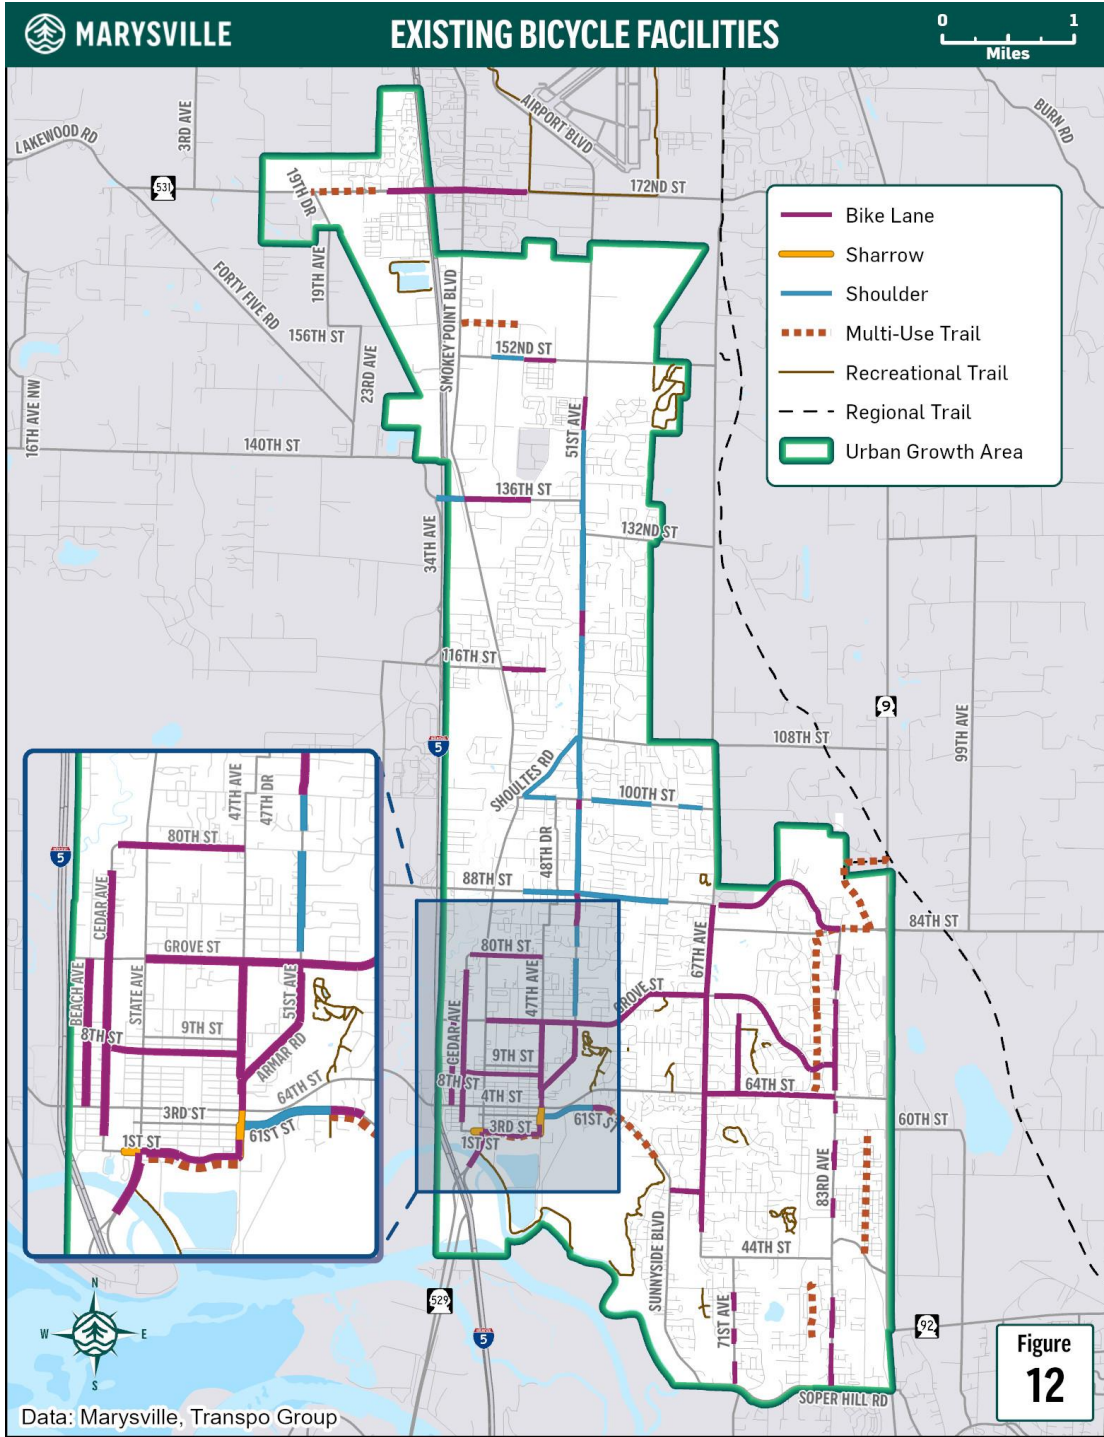 MARYSVILLE
EXISTING BICYCLE FACILITIES
0 1
Miles
LAKEWOOD RD
3RD AVE
AIRPORT BLVD
BURN RD
531
19TH DR
172ND ST
Bike Lane
Sharrow
Shoulder
Multi-Use Trail
Recreational Trail
Regional Trail
Urban Growth Area
FORTY FIVE RD
19TH AVE
SMOKEY POINT BLVD
156TH ST
152ND ST
23RD AVE
16TH AVE NW
51ST AVE
140TH ST
136TH ST
34TH AVE
132ND ST
116TH ST
9
99TH AVE
5
108TH ST
SHOULTES RD
100TH ST
48TH DR
88TH ST
84TH ST
67TH AVE
80TH ST
47TH AVE
GROVE ST
CEDAR AVE
9TH ST
8TH ST
4TH ST
3RD ST
1ST ST
61ST ST
64TH ST
60TH ST
83RD AVE
SUNNYSIDE BLVD
44TH ST
71ST AVE
529
5
92
SOPER HILL RD
47TH AVE
47TH DR
80TH ST
5
CEDAR AVE
GROVE ST
BEACH AVE
STATE AVE
51ST AVE
8TH ST
9TH ST
ARMAR RD
64TH ST
3RD ST
61ST ST
1ST ST
N
W E
S
Figure
12
Data: Marysville, Transpo Group